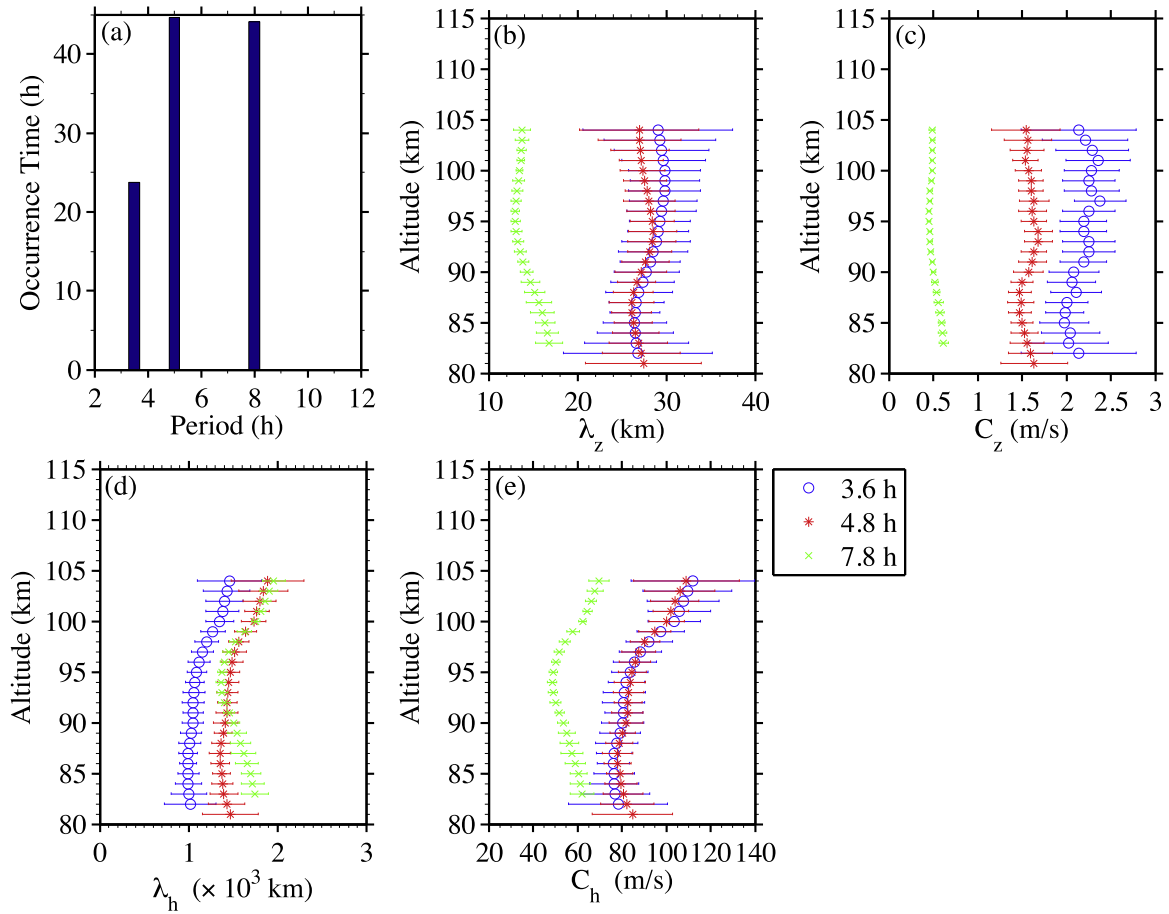 (a)
Occurrence Time (h)
40
30
20
10
0
2 4 6 8 10 12
Period (h)
(b)
Altitude (km)
115
110
105
100
95
90
85
80
10 20 30 40
λz (km)
(c)
Altitude (km)
115
110
105
100
95
90
85
80
0 0.5 1 1.5 2 2.5 3
Cz (m/s)
(d)
Altitude (km)
115
110
105
100
95
90
85
80
0 1 2 3
λh (× 10³ km)
(e)
Altitude (km)
115
110
105
100
95
90
85
80
20 40 60 80 100 120 140
Ch (m/s)
3.6 h
4.8 h
7.8 h